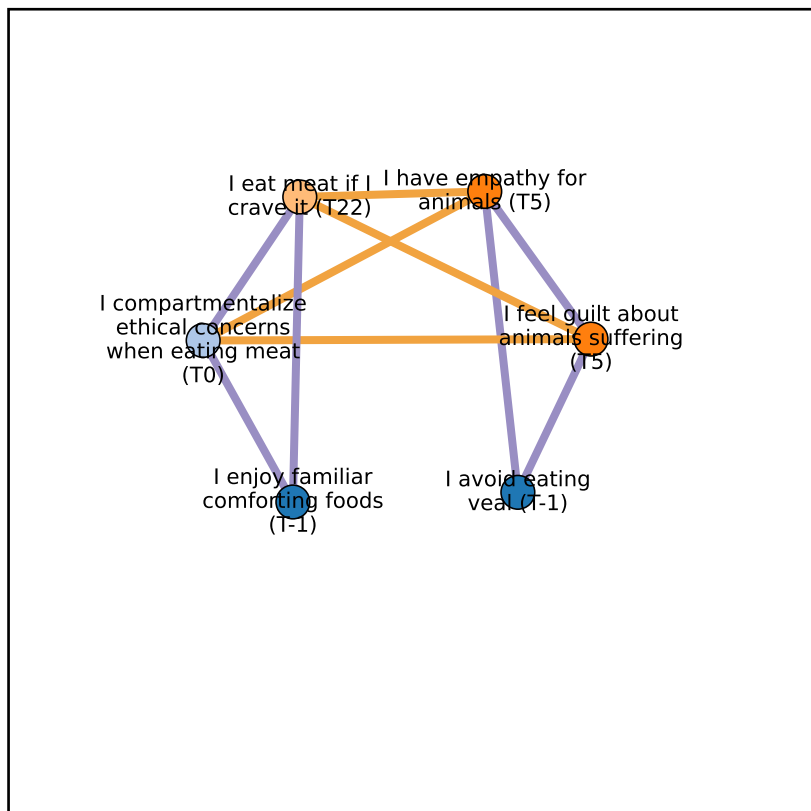 I eat meat if I
crave it (T22)
I have empathy for
animals (T5)
I compartmentalize
ethical concerns
when eating meat
(T0)
I feel guilt about
animals suffering
(T5)
I enjoy familiar
comforting foods
(T-1)
I avoid eating
veal (T-1)